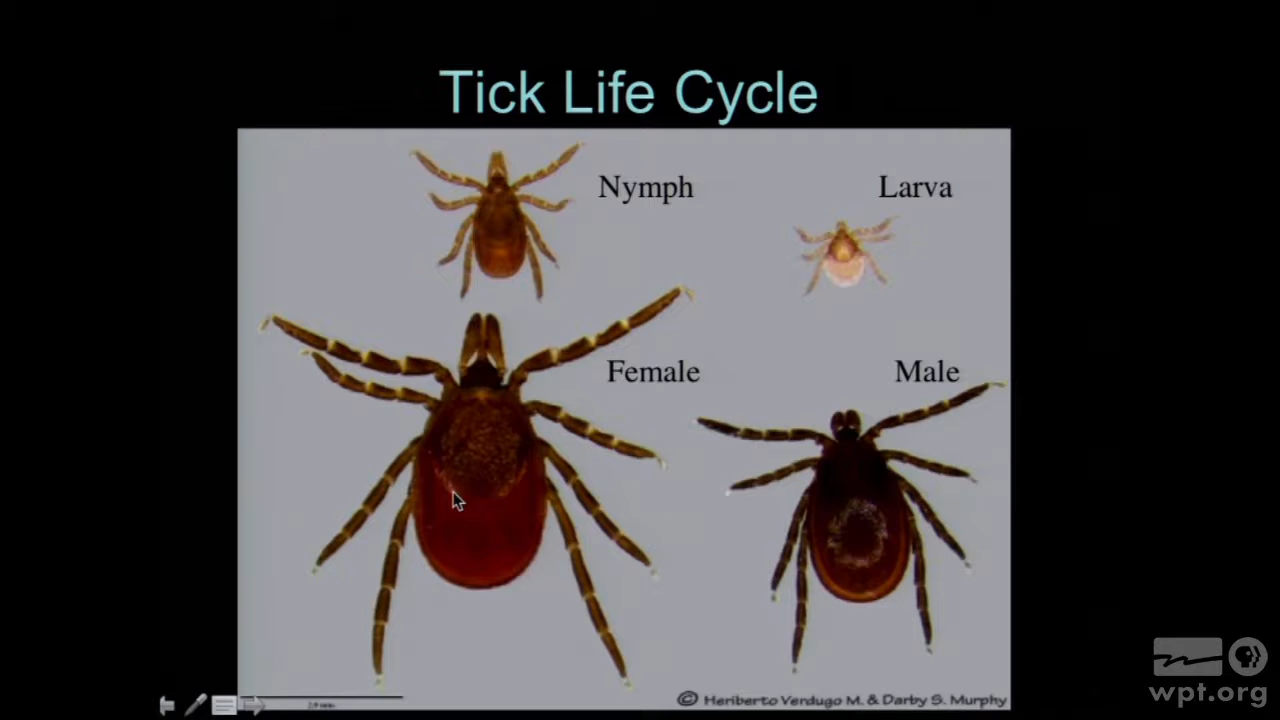 Tick Life Cycle
Nymph
Larva
Female
Male
© Heriberto Verdugo M. & Darby S. Murphy
wpt.org